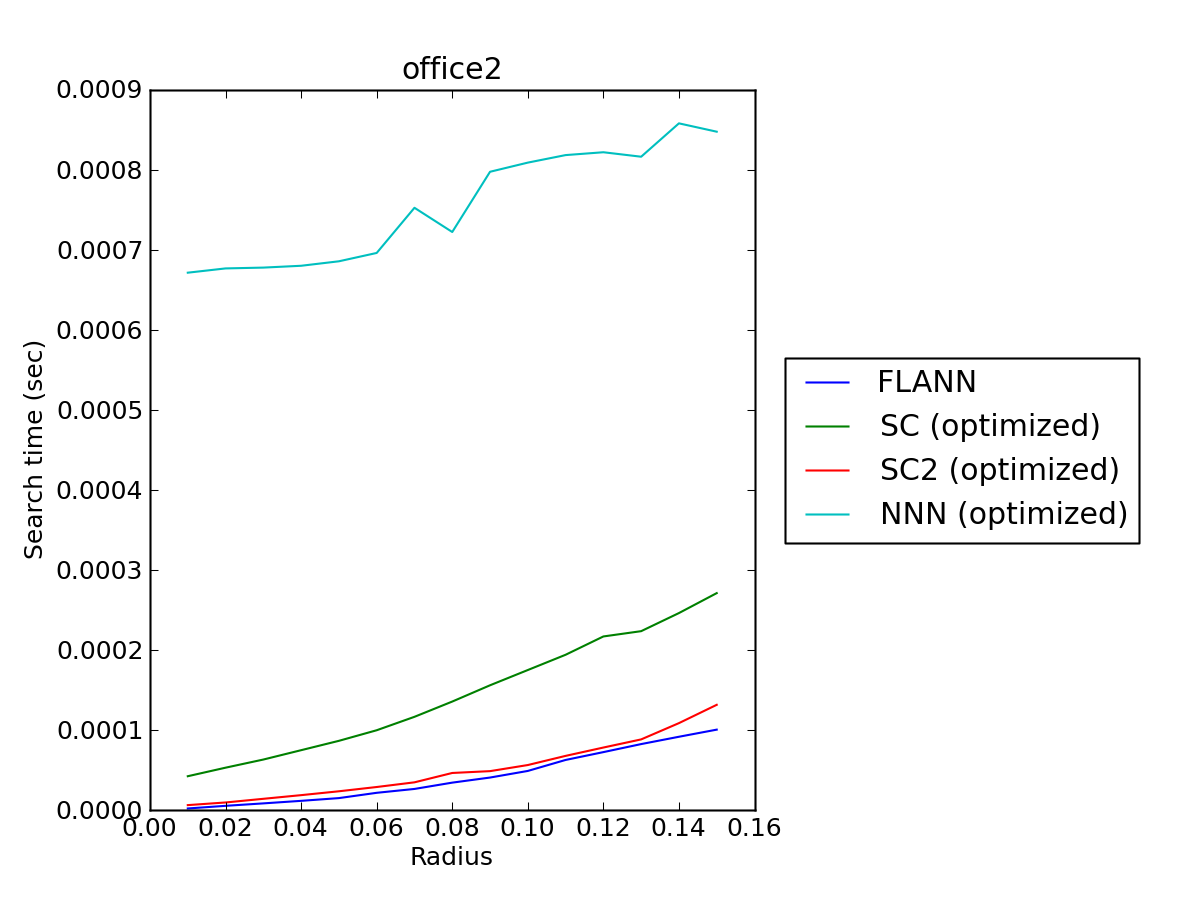 office2
0.0009
0.0008
0.0007
0.0006
0.0005
0.0004
0.0003
0.0002
0.0001
0.0000
Search time (sec)
0.00 0.02 0.04 0.06 0.08 0.10 0.12 0.14 0.16
Radius
FLANN
SC (optimized)
SC2 (optimized)
NNN (optimized)